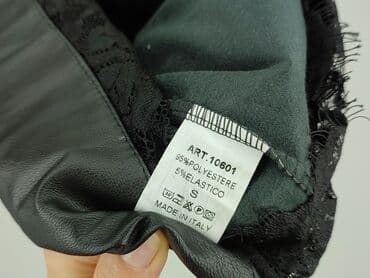 ART.10601
95%POLYESTERE
5%ELASTICO
S
MADE IN ITALY